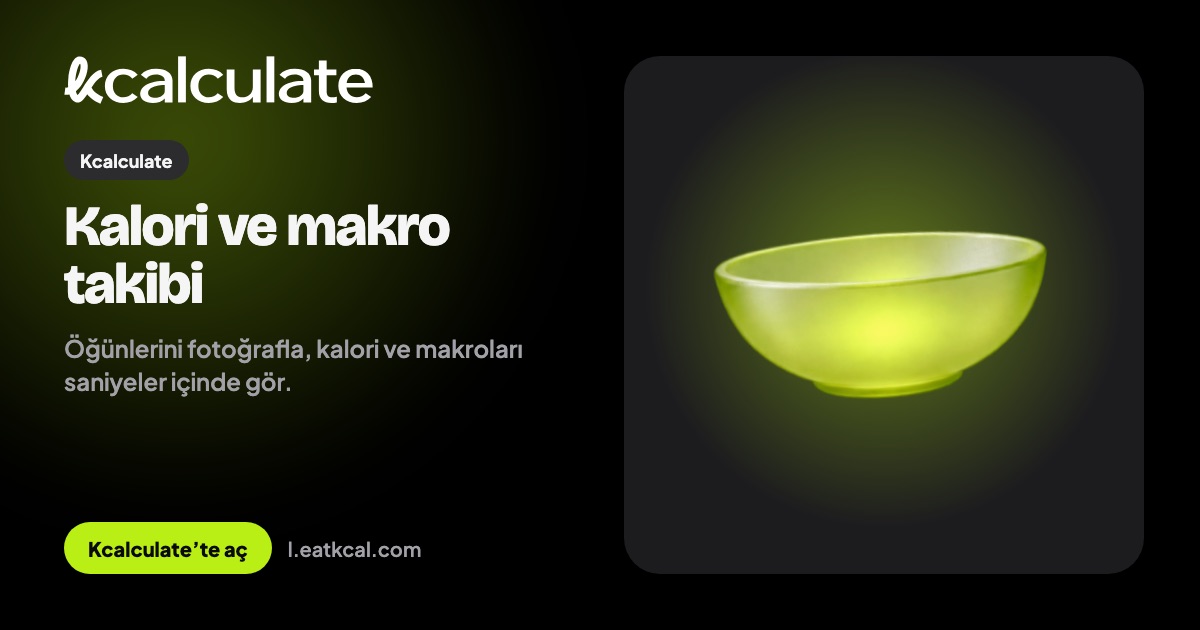 kcalculate
Kcalculate
Kalori ve makro
takibi
Öğünlerini fotoğrafla, kalori ve makroları
saniyeler içinde gör.
Kcalculate’te aç
l.eatkcal.com